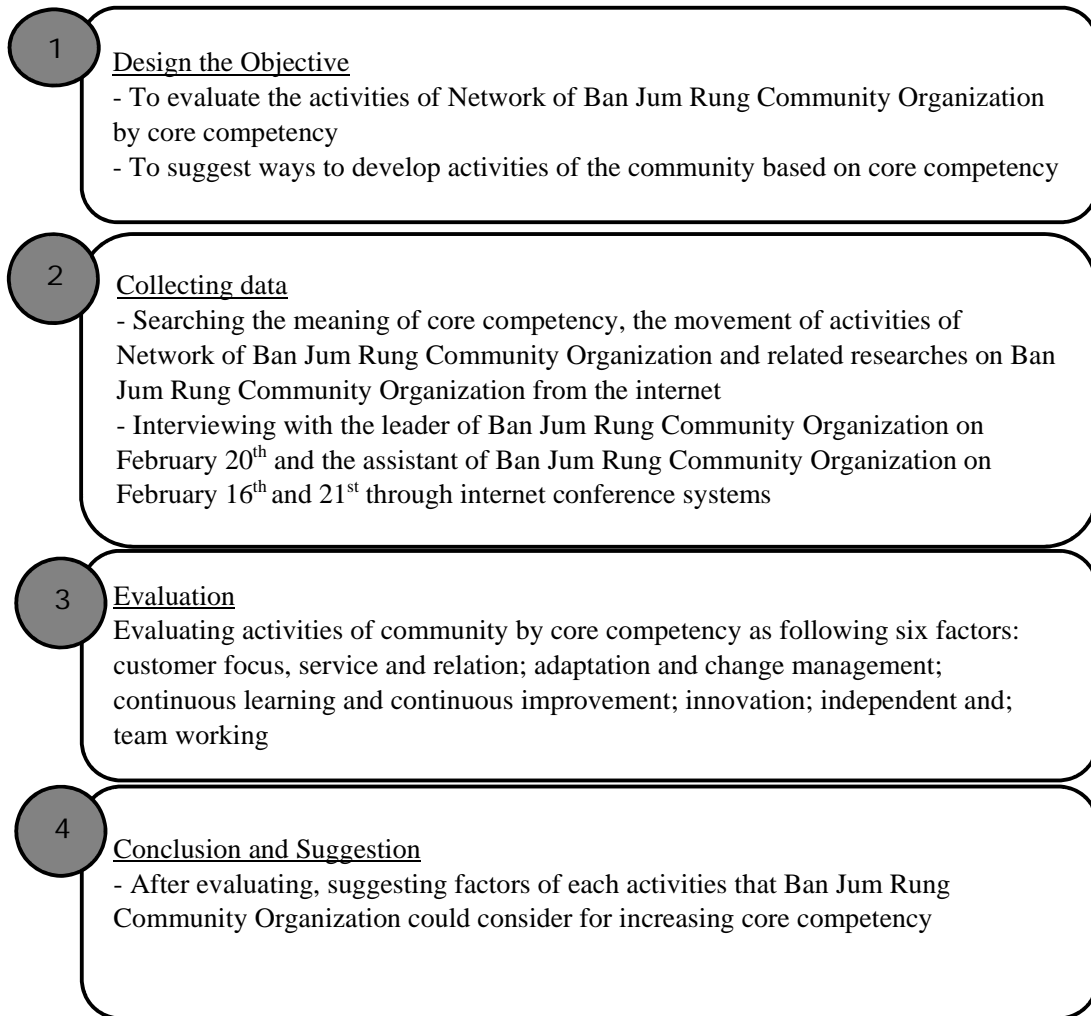 1
Design the Objective
- To evaluate the activities of Network of Ban Jum Rung Community Organization
by core competency
- To suggest ways to develop activities of the community based on core competency
2
Collecting data
- Searching the meaning of core competency, the movement of activities of
Network of Ban Jum Rung Community Organization and related researches on Ban
Jum Rung Community Organization from the internet
- Interviewing with the leader of Ban Jum Rung Community Organization on
February 20th and the assistant of Ban Jum Rung Community Organization on
February 16th and 21st through internet conference systems
3
Evaluation
Evaluating activities of community by core competency as following six factors:
customer focus, service and relation; adaptation and change management;
continuous learning and continuous improvement; innovation; independent and;
team working
4
Conclusion and Suggestion
- After evaluating, suggesting factors of each activities that Ban Jum Rung
Community Organization could consider for increasing core competency